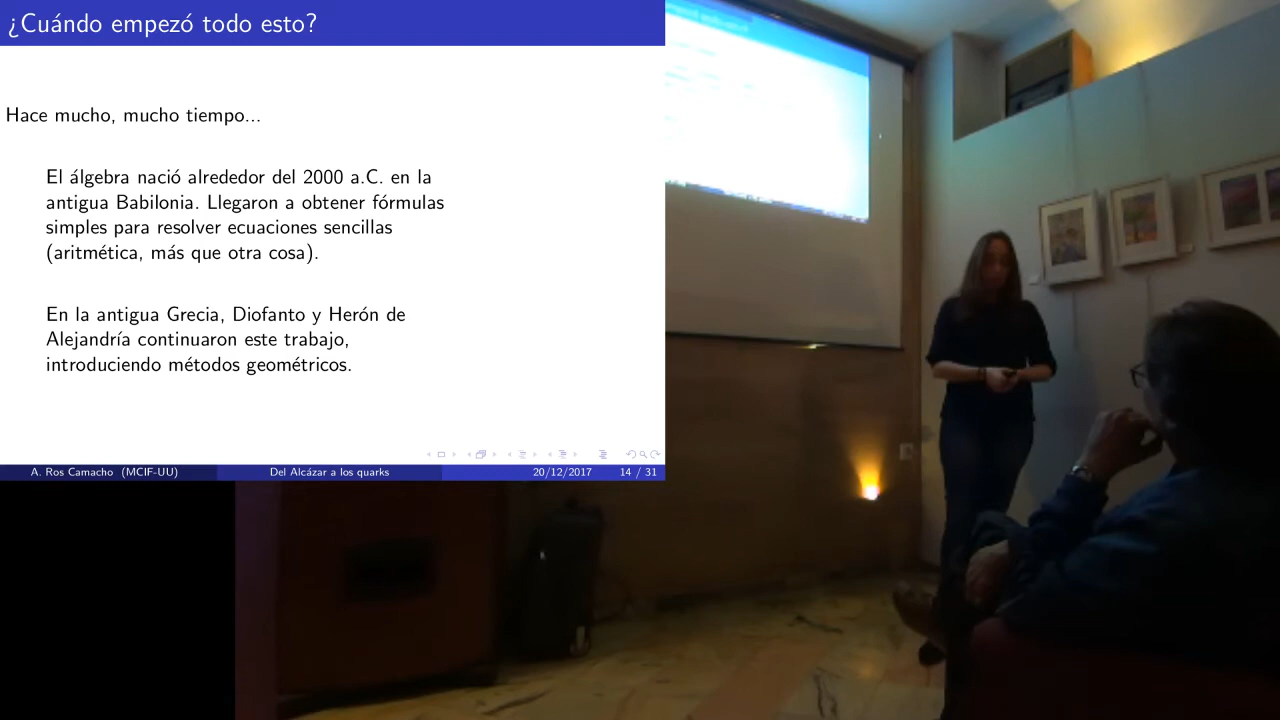 ¿Cuándo empezó todo esto?
Hace mucho, mucho tiempo...
El álgebra nació alrededor del 2000 a.C. en la
antigua Babilonia. Llegaron a obtener fórmulas
simples para resolver ecuaciones sencillas
(aritmética, más que otra cosa).
En la antigua Grecia, Diofanto y Herón de
Alejandría continuaron este trabajo,
introduciendo métodos geométricos.
A. Ros Camacho (MCIF-UU) Del Alcázar a los quarks 20/12/2017 14 / 31